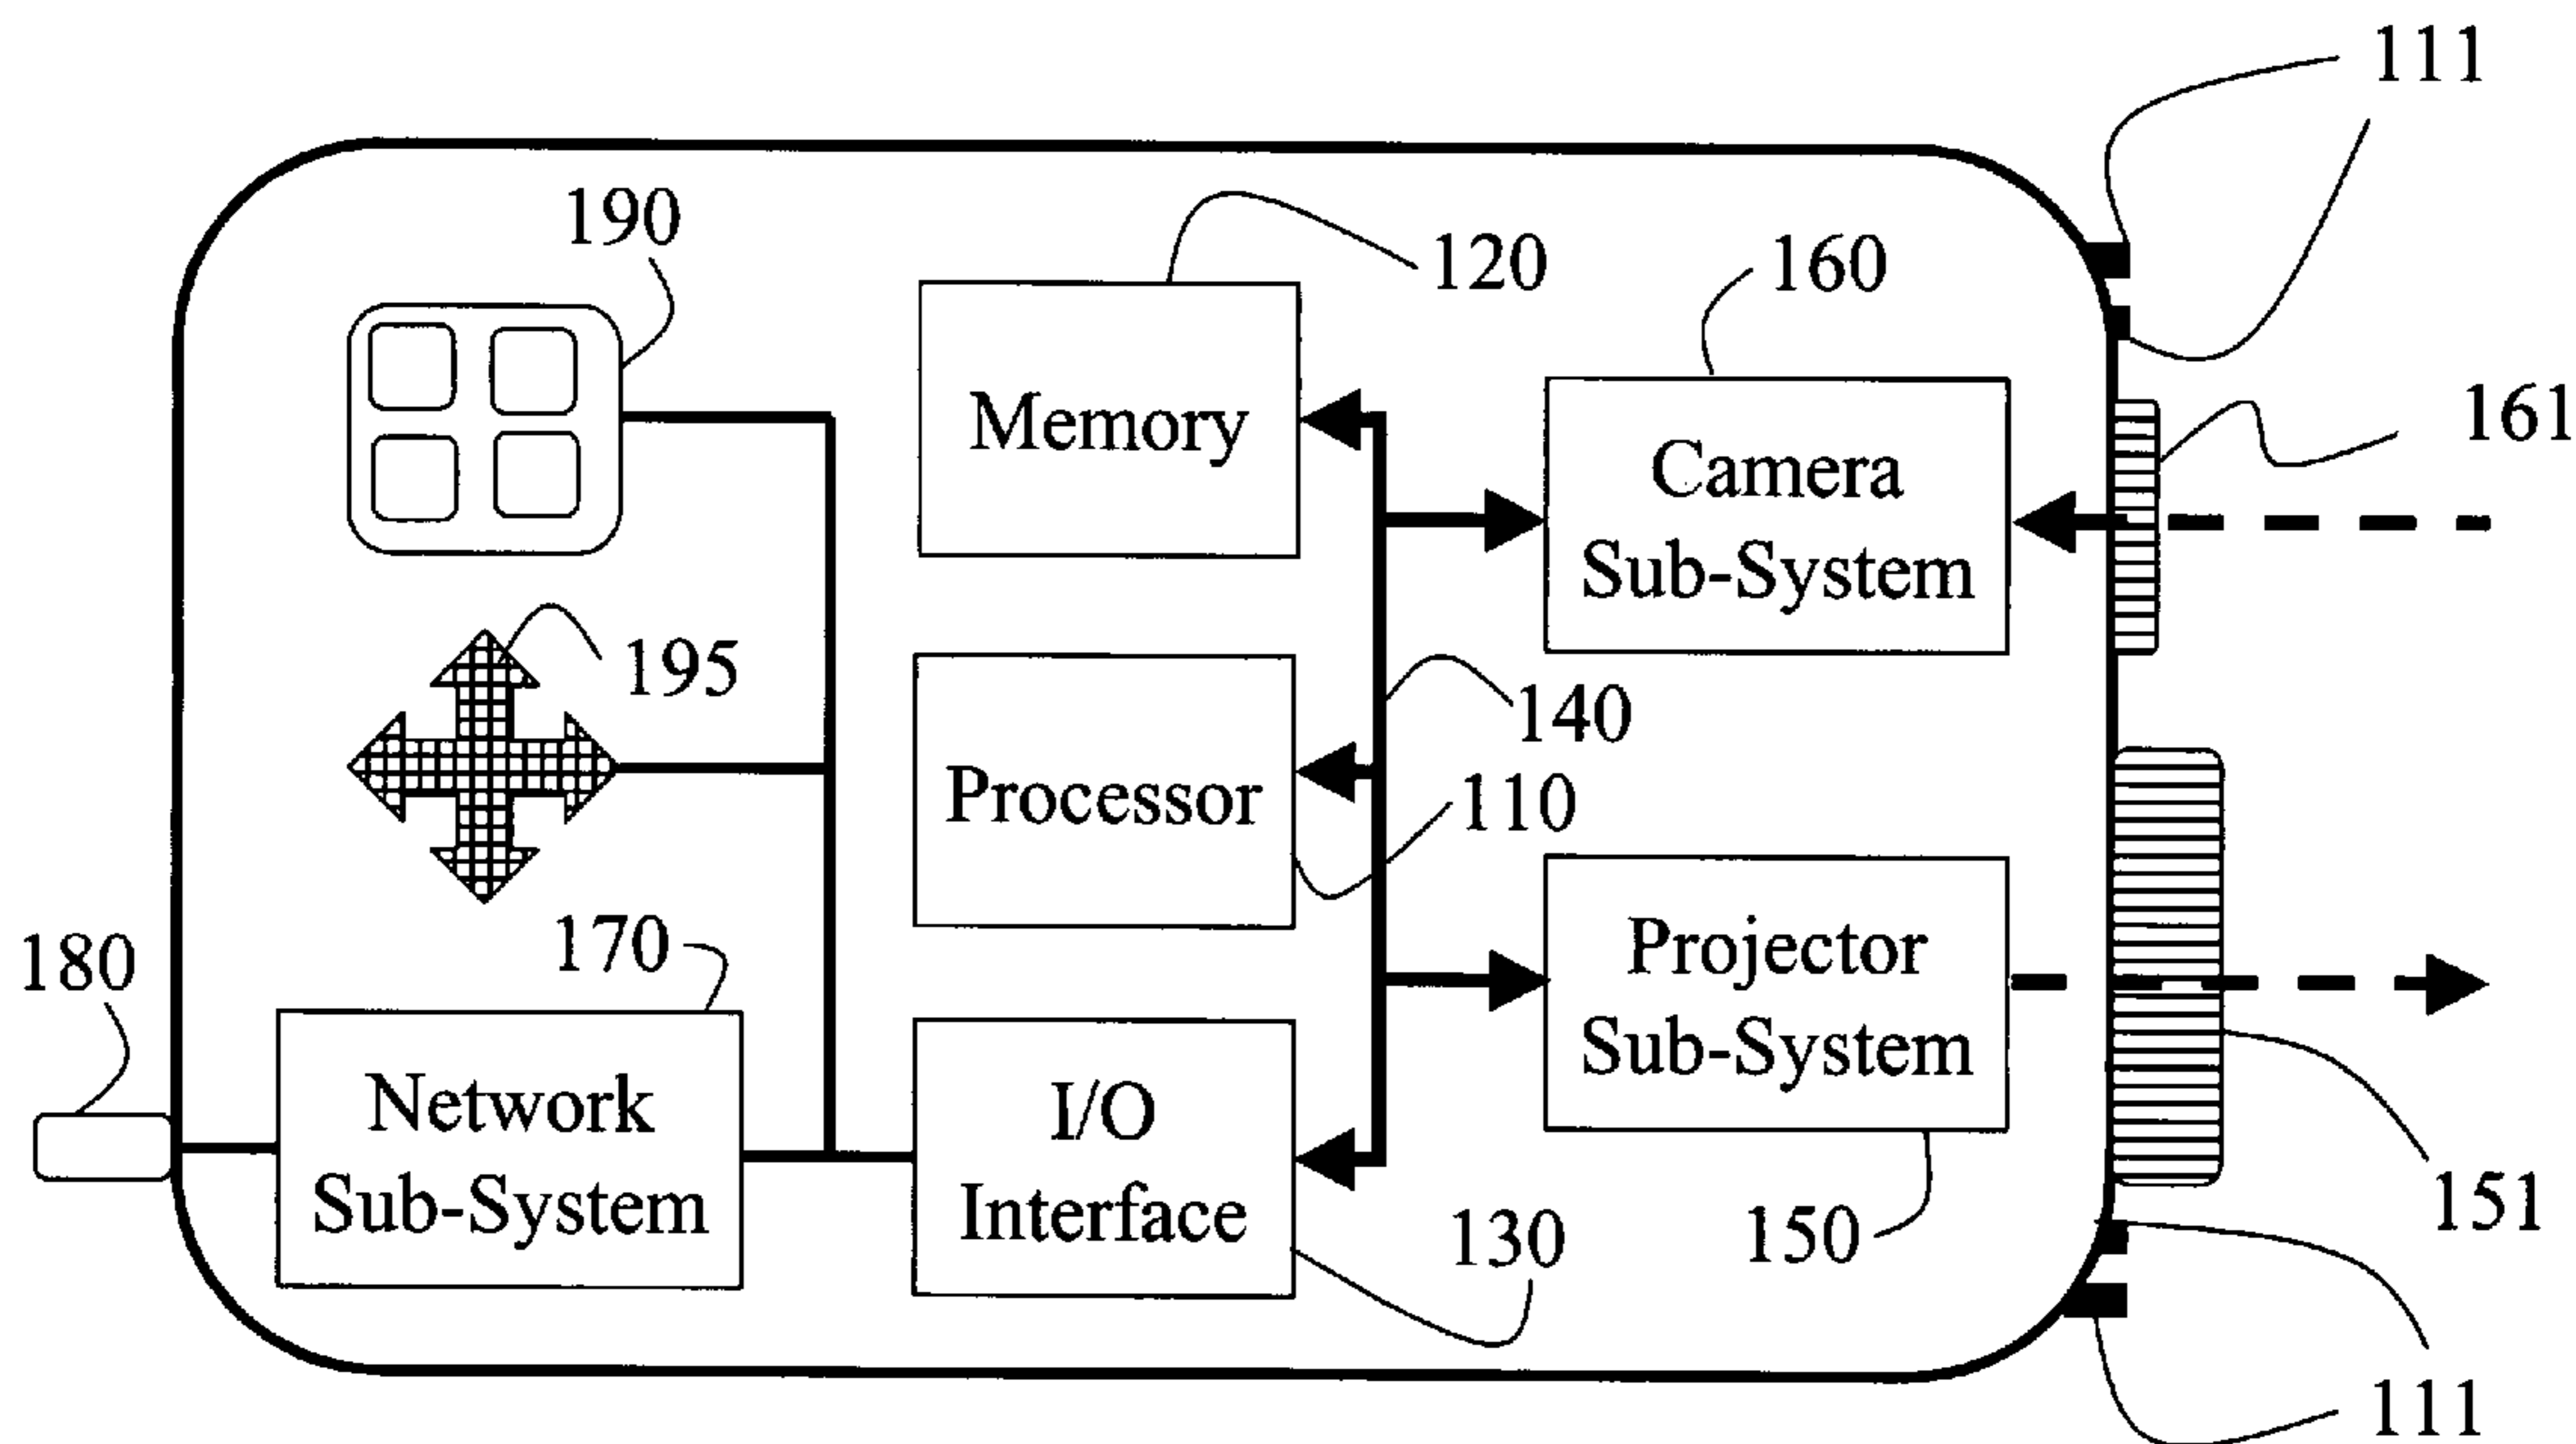 111
190
120
160
161
Memory
Camera
Sub-System
195
140
Processor
110
180
170
Projector
Sub-System
Network
Sub-System
I/O
Interface
130
150
151
111